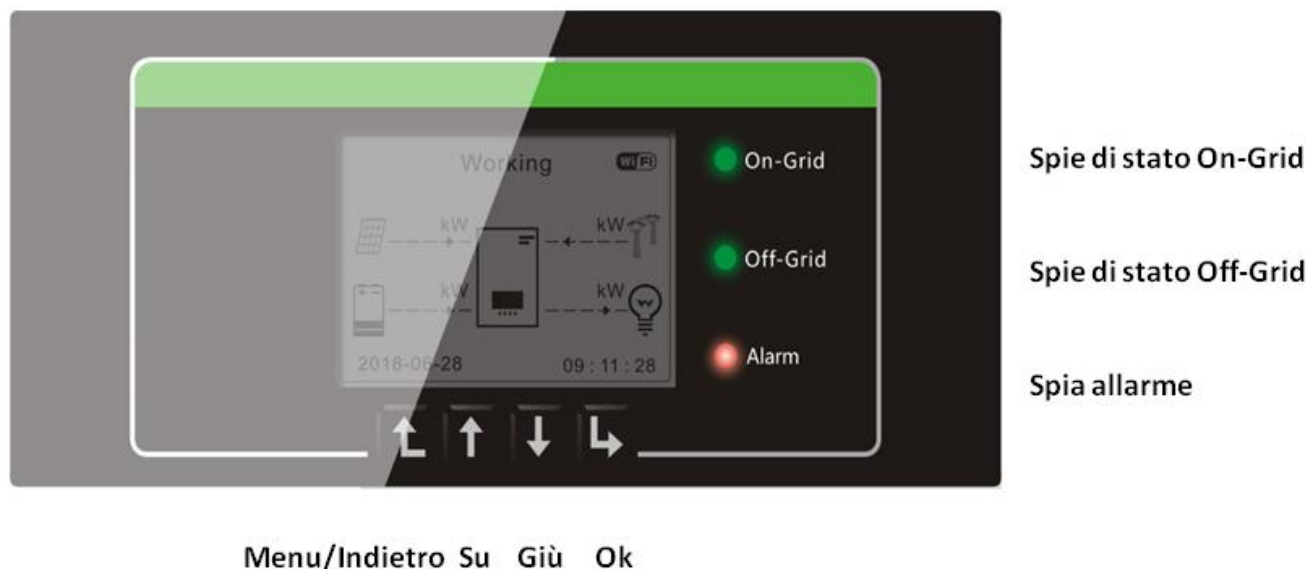 Working WiFi
On-Grid
Spie di stato On-Grid
kW kW
Off-Grid
Spie di stato Off-Grid
kW kW
Alarm
2018-06-28 09:11:28
Spia allarme
Menu/Indietro Su Giù Ok